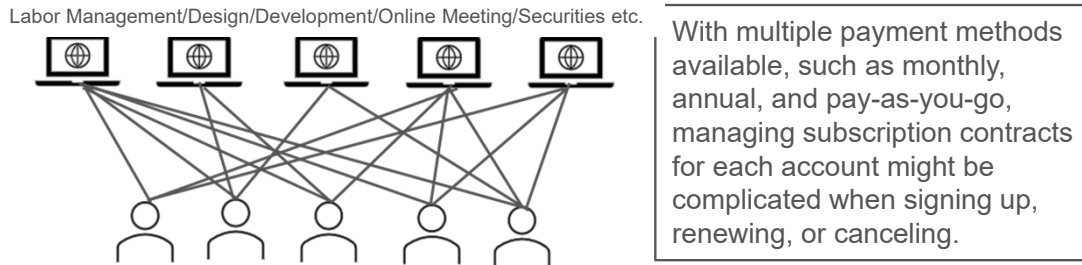 Labor Management/Design/Development/Online Meeting/Securities etc.
With multiple payment methods
available, such as monthly,
annual, and pay-as-you-go,
managing subscription contracts
for each account might be
complicated when signing up,
renewing, or canceling.